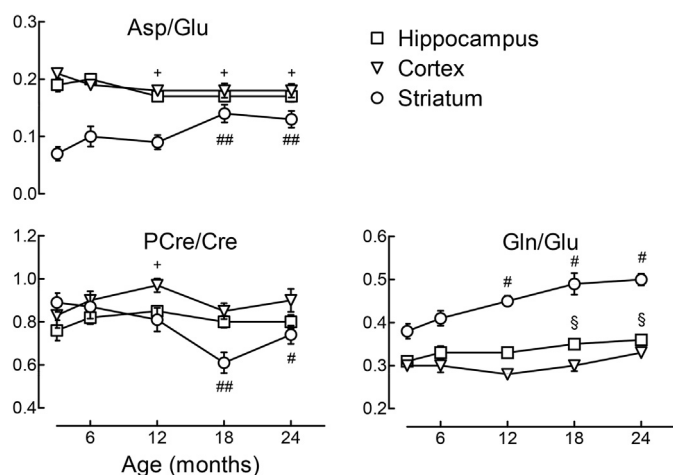 Asp/Glu
0.3
0.2
0.1
0.0
+ + +
## ##
Hippocampus
Cortex
Striatum
PCre/Cre
1.2
1.0
0.8
0.6
0.4
+
## #
6 12 18 24
Age (months)
Gln/Glu
0.6
0.5
0.4
0.3
0.2
# # #
§ §
6 12 18 24
Age (months)